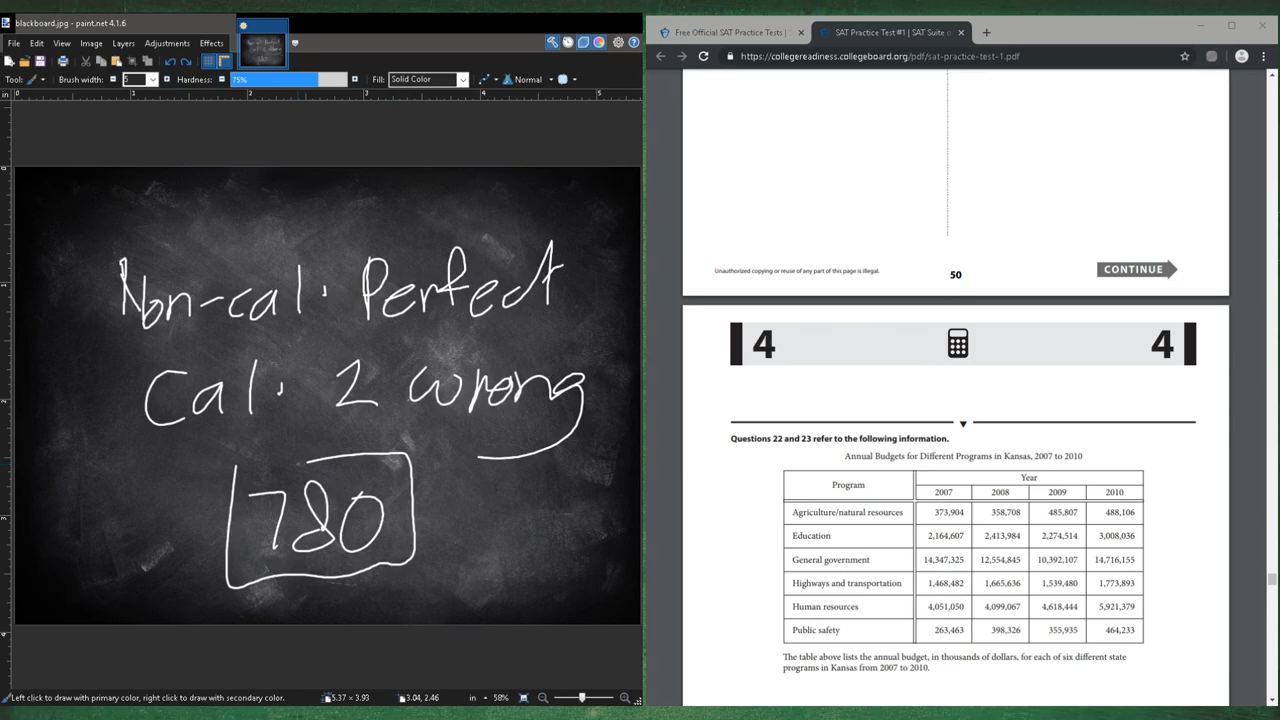 blackboard.jpg - paint.net 4.1.6
File Edit View Image Layers Adjustments Effects
Tool: Brush width: Hardness: 75% Fill: Solid Color Normal
in 0 1 2 3 4 5
Non-cal: Perfect
Cal: 2 wrong
780
Left click to draw with primary color, right click to draw with secondary color. 5.37 × 3.93 3.04, 2.46 in 58%
Free Official SAT Practice Tests | S × SAT Practice Test #1 | SAT Suite o ×
https://collegereadiness.collegeboard.org/pdf/sat-practice-test-1.pdf
Unauthorized copying or reuse of any part of this page is illegal. 50 CONTINUE
4 4
Questions 22 and 23 refer to the following information.
Annual Budgets for Different Programs in Kansas, 2007 to 2010
Program Year
2007 2008 2009 2010
Agriculture/natural resources 373,904 358,708 485,807 488,106
Education 2,164,607 2,413,984 2,274,514 3,008,036
General government 14,347,325 12,554,845 10,392,107 14,716,155
Highways and transportation 1,468,482 1,665,636 1,539,480 1,773,893
Human resources 4,051,050 4,099,067 4,618,444 5,921,379
Public safety 263,463 398,326 355,935 464,233
The table above lists the annual budget, in thousands of dollars, for each of six different state
programs in Kansas from 2007 to 2010.